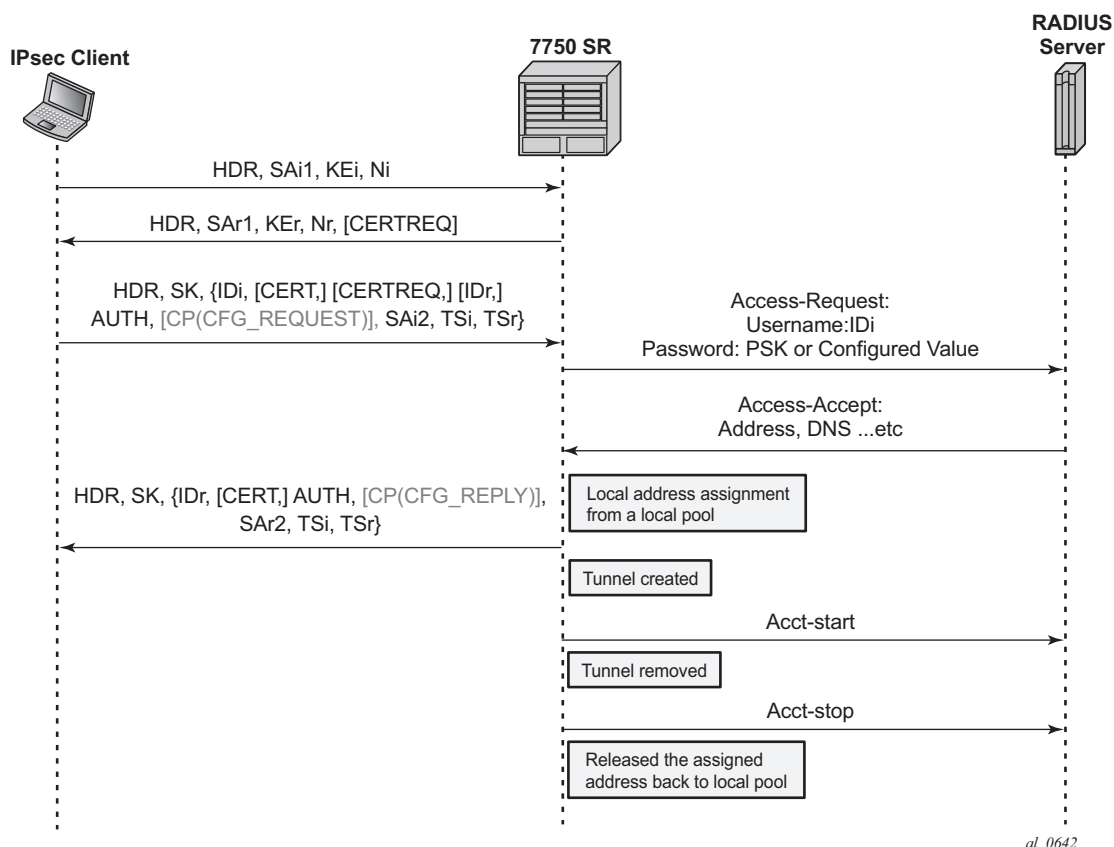 RADIUS
Server
7750 SR
IPsec Client
HDR, SAi1, KEi, Ni
HDR, SAr1, KEr, Nr, [CERTREQ]
HDR, SK, {IDi, [CERT,] [CERTREQ,] [IDr,]
AUTH, [CP(CFG_REQUEST)], SAi2, TSi, TSr}
Access-Request:
Username:IDi
Password: PSK or Configured Value
Access-Accept:
Address, DNS ...etc
Local address assignment
from a local pool
HDR, SK, {IDr, [CERT,] AUTH, [CP(CFG_REPLY)],
SAr2, TSi, TSr}
Tunnel created
Acct-start
Tunnel removed
Acct-stop
Released the assigned
address back to local pool
al_0642